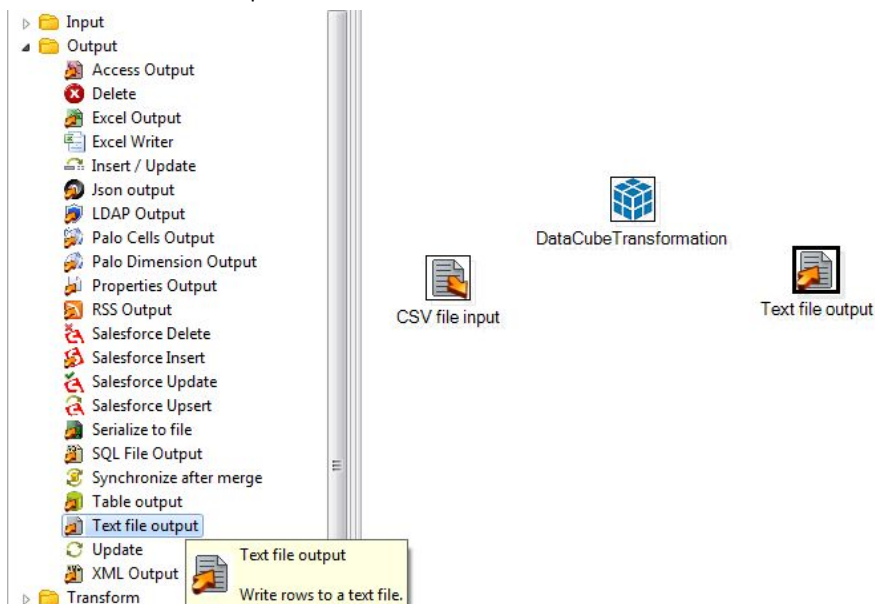 Input
Output
Access Output
Delete
Excel Output
Excel Writer
Insert / Update
Json output
LDAP Output
Palo Cells Output
Palo Dimension Output
Properties Output
RSS Output
Salesforce Delete
Salesforce Insert
Salesforce Update
Salesforce Upsert
Serialize to file
SQL File Output
Synchronize after merge
Table output
Text file output
Update
XML Output
Transform
Text file output
Write rows to a text file.
DataCubeTransformation
CSV file input
Text file output